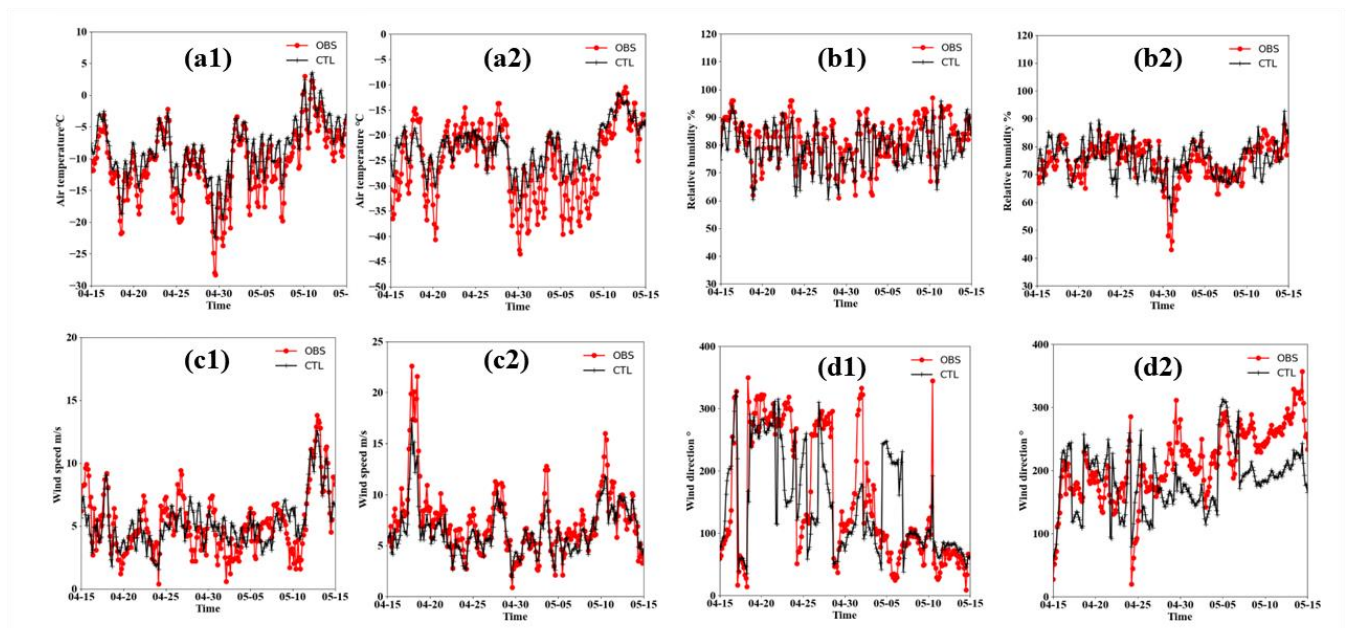 (a1)
OBS
CTL
10
5
0
−5
−10
−15
−20
−25
−30
Air temperature°C
04-15 04-20 04-25 04-30 05-05 05-10 05-
Time
(a2)
OBS
CTL
0
−5
−10
−15
−20
−25
−30
−35
−40
−45
−50
Air temperature °C
04-15 04-20 04-25 04-30 05-05 05-10 05-15
Time
(b1)
OBS
CTL
120
110
100
90
80
70
60
50
40
30
Relative humidity %
04-15 04-20 04-25 04-30 05-05 05-10 05-15
Time
(b2)
OBS
CTL
120
110
100
90
80
70
60
50
40
30
Relative humidity %
04-15 04-20 04-25 04-30 05-05 05-10 05-15
Time
(c1)
OBS
CTL
20
15
10
5
0
Wind speed m/s
04-15 04-20 04-25 04-30 05-05 05-10 05-15
Time
(c2)
OBS
CTL
25
20
15
10
5
0
Wind speed m/s
04-15 04-20 04-25 04-30 05-05 05-10 05-15
Time
(d1)
OBS
CTL
400
300
200
100
0
Wind direction °
04-15 04-20 04-25 04-30 05-05 05-10 05-15
Time
(d2)
OBS
CTL
400
300
200
100
0
Wind direction °
04-15 04-20 04-25 04-30 05-05 05-10 05-15
Time